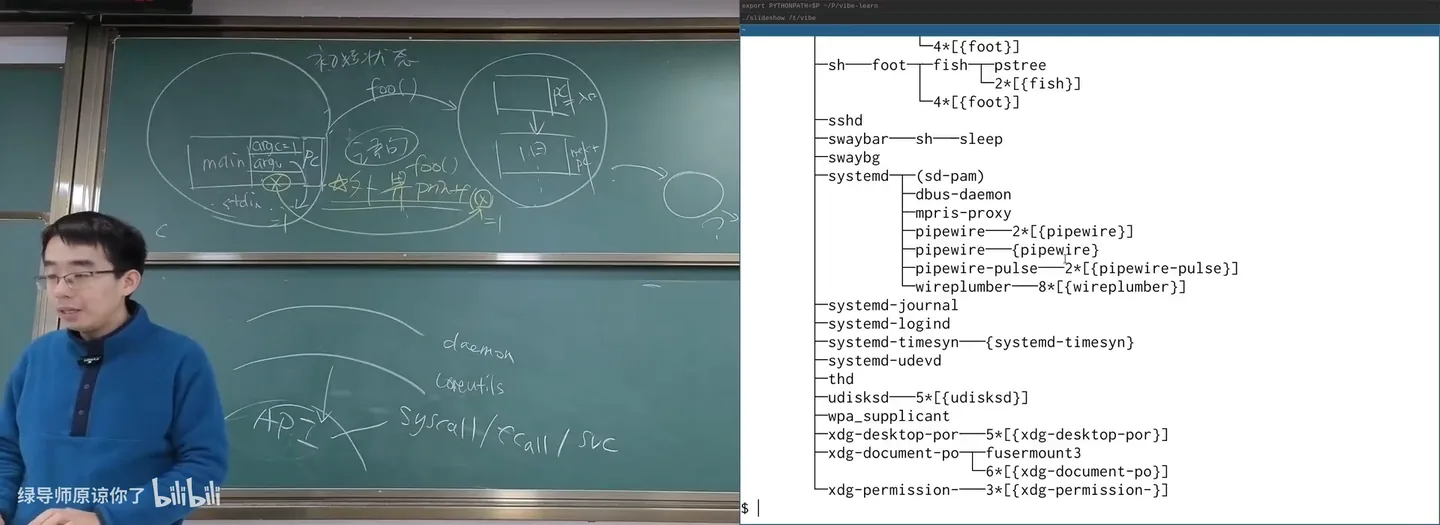 初始状态
foo()
main
argc=1
argv
PC
stdin
=1
C
foo()
printf
=1
PC
?
daemon
coreutils
API
syscall/ecall/svc
绿导师原谅你了 bilibili
export PYTHONPATH=$P ~/P/vibe-learn
./slideshow /t/vibe
~
└─4*[{foot}]
├─sh───foot─┬─fish─┬─pstree
│ └─2*[{fish}]
└─4*[{foot}]
├─sshd
├─swaybar───sh───sleep
├─swaybg
├─systemd─┬─(sd-pam)
├─dbus-daemon
├─mpris-proxy
├─pipewire───2*[{pipewire}]
├─pipewire───{pipewire}
├─pipewire-pulse───2*[{pipewire-pulse}]
└─wireplumber───8*[{wireplumber}]
├─systemd-journal
├─systemd-logind
├─systemd-timesyn───{systemd-timesyn}
├─systemd-udevd
├─thd
├─udisksd───5*[{udisksd}]
├─wpa_supplicant
├─xdg-desktop-por───5*[{xdg-desktop-por}]
├─xdg-document-po─┬─fusermount3
└─6*[{xdg-document-po}]
└─xdg-permission-───3*[{xdg-permission-}]
$